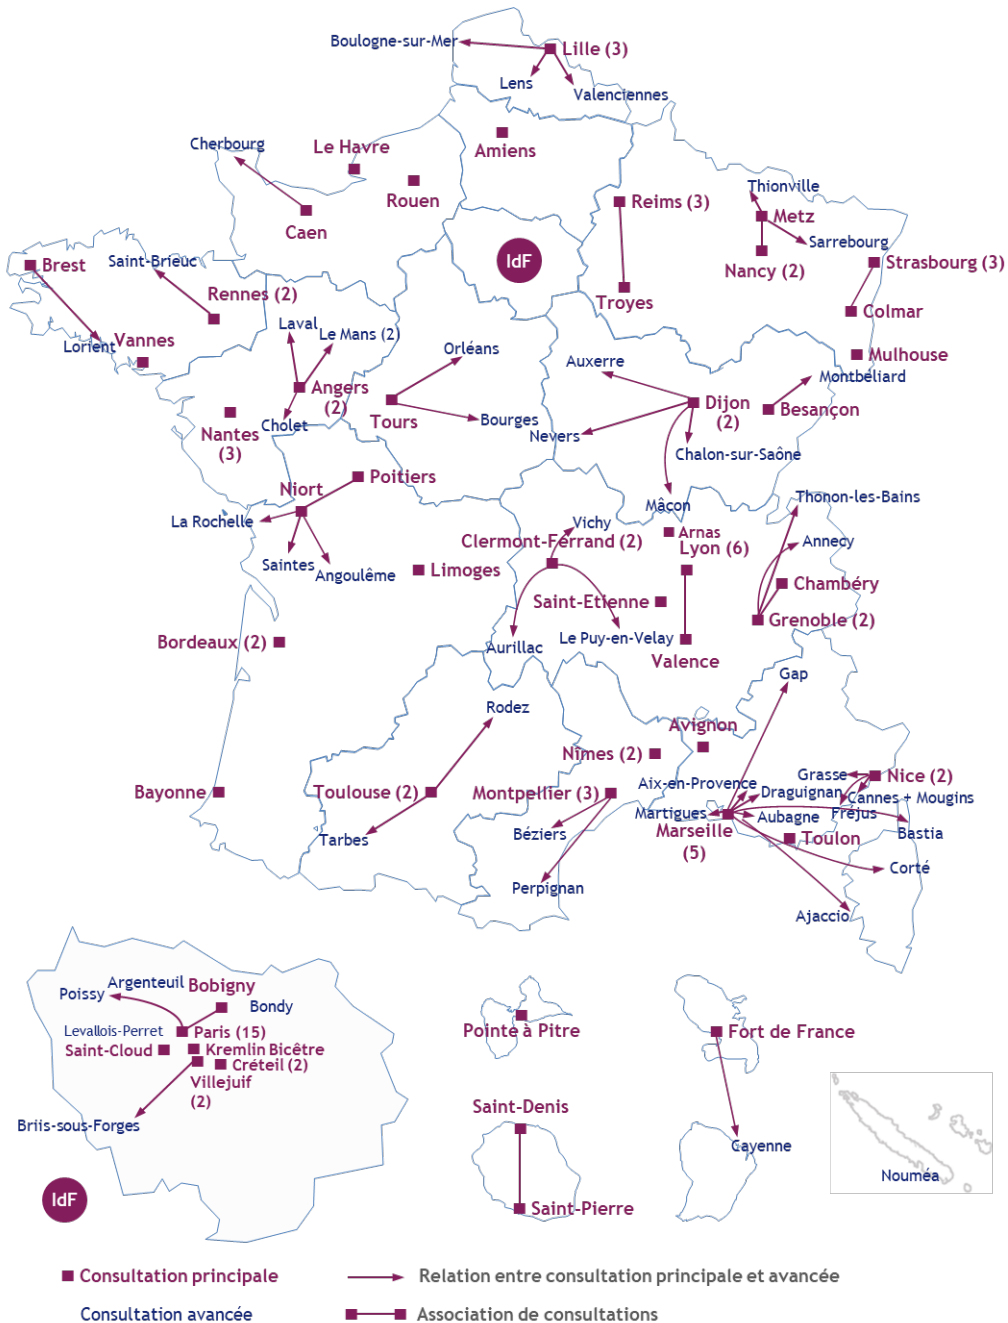 Boulogne-sur-Mer
Lille (3)
Lens
Valenciennes
Cherbourg
Le Havre
Amiens
Rouen
Caen
Thionville
Reims (3)
Metz
Sarrebourg
Nancy (2)
Strasbourg (3)
IdF
Troyes
Colmar
Mulhouse
Brest
Saint-Brieuc
Rennes (2)
Lorient
Vannes
Laval
Le Mans (2)
Angers
(2)
Cholet
Nantes
(3)
Orléans
Tours
Bourges
Auxerre
Nevers
Dijon
(2)
Chalon-sur-Saône
Mâcon
Montbéliard
Besançon
Poitiers
Niort
La Rochelle
Saintes
Angoulême
Limoges
Bordeaux (2)
Bayonne
Vichy
Clermont-Ferrand (2)
Arnas
Lyon (6)
Saint-Etienne
Le Puy-en-Velay
Aurillac
Valence
Thonon-les-Bains
Annecy
Chambéry
Grenoble (2)
Rodez
Toulouse (2)
Tarbes
Nîmes (2)
Montpellier (3)
Béziers
Perpignan
Gap
Avignon
Aix-en-Provence
Martigues
Marseille
(5)
Draguignan
Aubagne
Toulon
Grasse
Nice (2)
Cannes + Mougins
Fréjus
Bastia
Corté
Ajaccio
Argenteuil
Poissy
Bobigny
Bondy
Levallois-Perret
Paris (15)
Saint-Cloud
Kremlin Bicêtre
Créteil (2)
Villejuif
(2)
Briis-sous-Forges
IdF
Pointe à Pitre
Fort de France
Saint-Denis
Saint-Pierre
Cayenne
Nouméa
Consultation principale
Relation entre consultation principale et avancée
Consultation avancée
Association de consultations